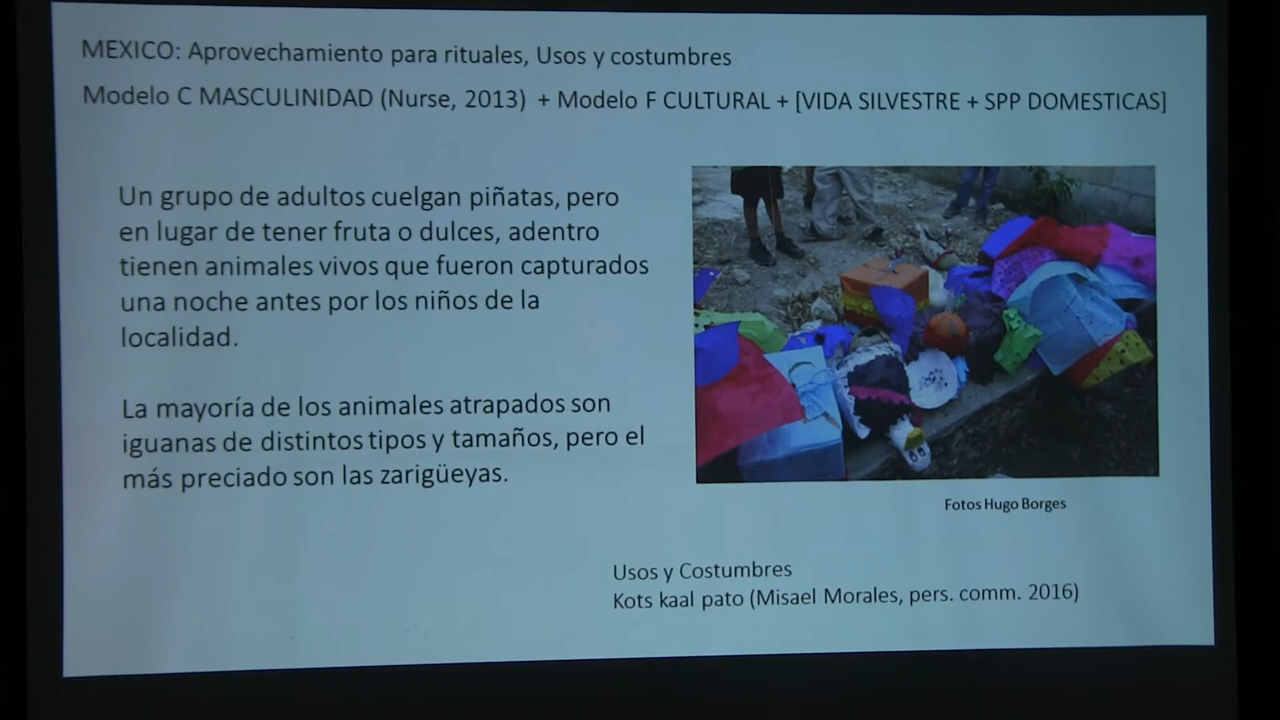 MEXICO: Aprovechamiento para rituales, Usos y costumbres
Modelo C MASCULINIDAD (Nurse, 2013) + Modelo F CULTURAL + [VIDA SILVESTRE + SPP DOMESTICAS]
Un grupo de adultos cuelgan piñatas, pero
en lugar de tener fruta o dulces, adentro
tienen animales vivos que fueron capturados
una noche antes por los niños de la
localidad.
La mayoría de los animales atrapados son
iguanas de distintos tipos y tamaños, pero el
más preciado son las zarigüeyas.
Fotos Hugo Borges
Usos y Costumbres
Kots kaal pato (Misael Morales, pers. comm. 2016)